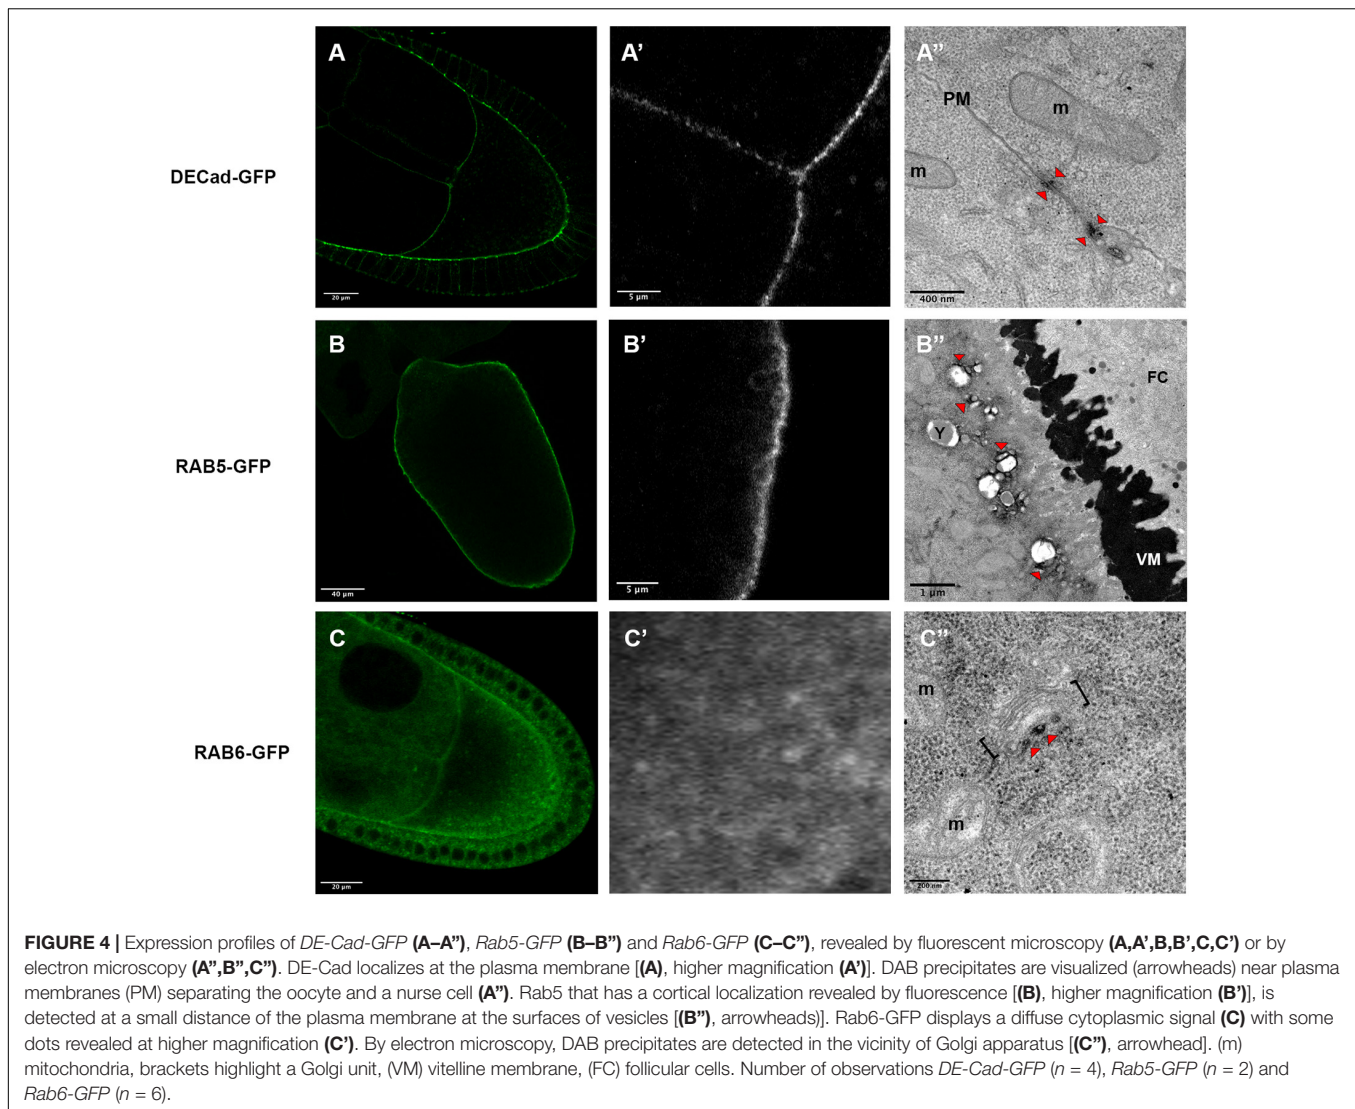 A
A’
A”
PM
m
m
DECad-GFP
20 µm
5 µm
400 nm
B
B’
B”
FC
Y
RAB5-GFP
VM
40 µm
5 µm
1 µm
C
C’
C”
m
RAB6-GFP
m
20 µm
200 nm
FIGURE 4 | Expression profiles of DE-Cad-GFP (A–A”), Rab5-GFP (B–B”) and Rab6-GFP (C–C”), revealed by fluorescent microscopy (A,A’,B,B’,C,C’) or by
electron microscopy (A”,B”,C”). DE-Cad localizes at the plasma membrane [(A), higher magnification (A’)]. DAB precipitates are visualized (arrowheads) near plasma
membranes (PM) separating the oocyte and a nurse cell (A”). Rab5 that has a cortical localization revealed by fluorescence [(B), higher magnification (B’)], is
detected at a small distance of the plasma membrane at the surfaces of vesicles [(B”), arrowheads)]. Rab6-GFP displays a diffuse cytoplasmic signal (C) with some
dots revealed at higher magnification (C’). By electron microscopy, DAB precipitates are detected in the vicinity of Golgi apparatus [(C”), arrowhead]. (m)
mitochondria, brackets highlight a Golgi unit, (VM) vitelline membrane, (FC) follicular cells. Number of observations DE-Cad-GFP (n = 4), Rab5-GFP (n = 2) and
Rab6-GFP (n = 6).